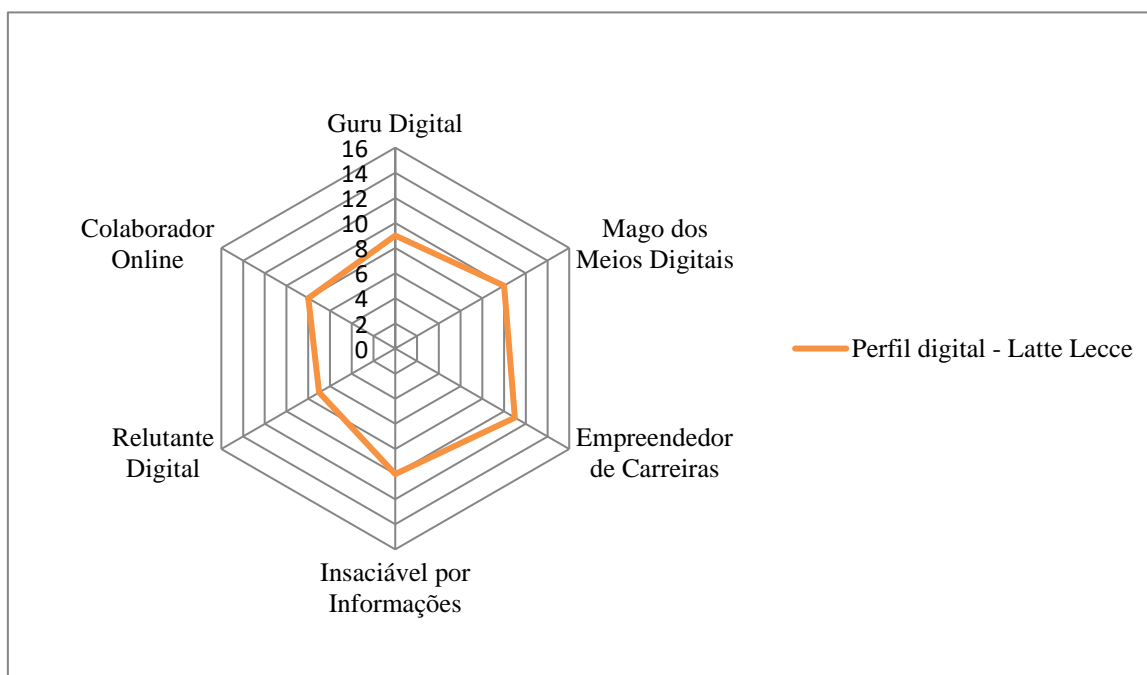 Guru Digital
16
14
12
10
8
6
4
2
0
Mago dos
Meios Digitais
Empreendedor
de Carreiras
Insaciável por
Informações
Relutante
Digital
Colaborador
Online
Perfil digital - Latte Lecce